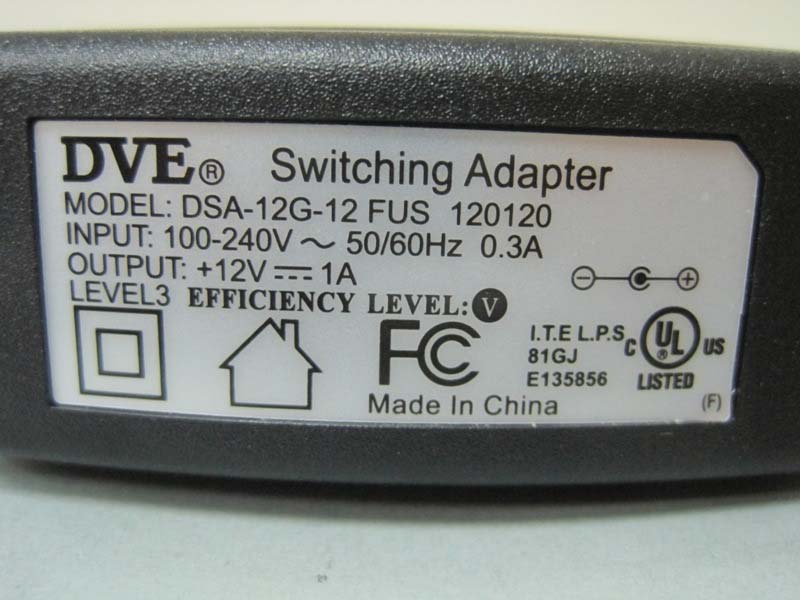 DVE® Switching Adapter
MODEL: DSA-12G-12 FUS 120120
INPUT: 100-240V ~ 50/60Hz 0.3A
OUTPUT: +12V ⎓ 1A
LEVEL3 EFFICIENCY LEVEL: V
I.T.E L.P.S
81GJ
E135856
C UL® US
LISTED
FC
Made In China
(F)